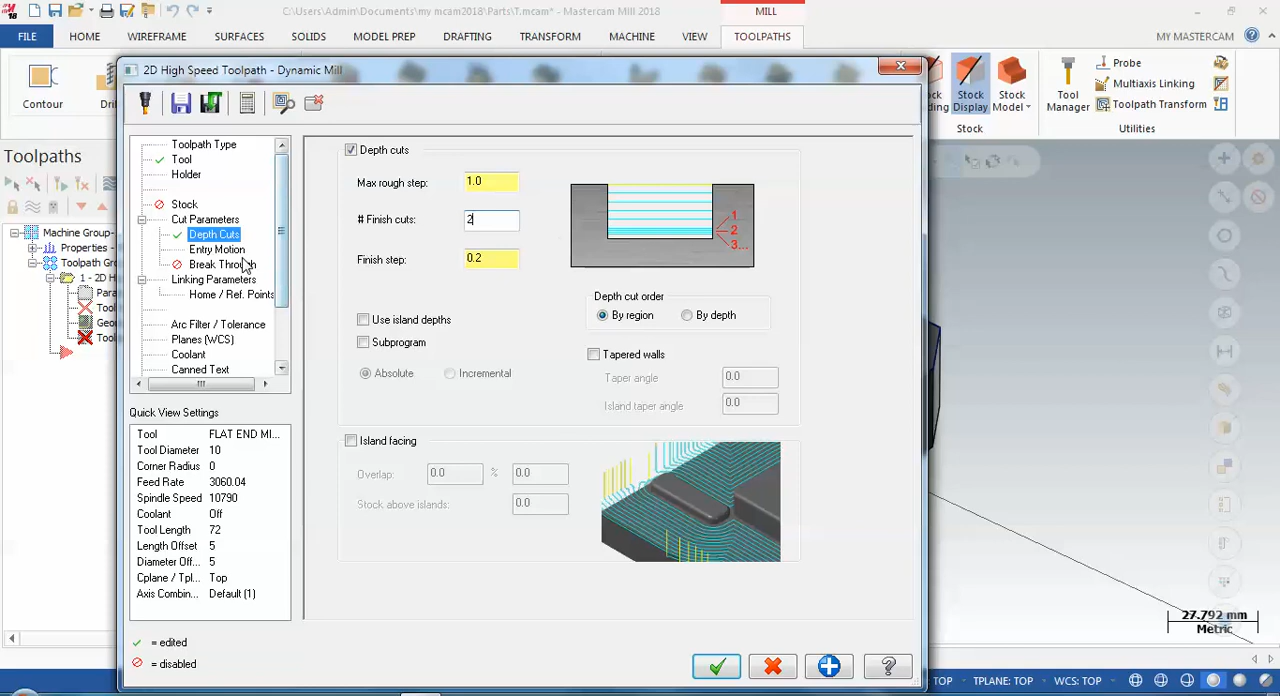 C:\Users\Admin\Documents\my mcam2018\Parts\T.mcam* - Mastercam Mill 2018
MILL
FILE HOME WIREFRAME SURFACES SOLIDS MODEL PREP DRAFTING TRANSFORM MACHINE VIEW TOOLPATHS MY MASTERCAM
Contour
Stock Display
Stock Model
Tool Manager
Probe
Multiaxis Linking
Toolpath Transform
Stock
Utilities
Toolpaths
Machine Group-
Properties -
Toolpath Gro
1 - 2D H
Para
Tool
Geor
Tool
2D High Speed Toolpath - Dynamic Mill
Toolpath Type
Tool
Holder
Stock
Cut Parameters
Depth Cuts
Entry Motion
Break Through
Linking Parameters
Home / Ref. Points
Arc Filter / Tolerance
Planes (WCS)
Coolant
Canned Text
Quick View Settings
Tool FLAT END MI...
Tool Diameter 10
Corner Radius 0
Feed Rate 3060.04
Spindle Speed 10790
Coolant Off
Tool Length 72
Length Offset 5
Diameter Off... 5
Cplane / Tpl... Top
Axis Combin... Default (1)
= edited
= disabled
Depth cuts
Max rough step: 1.0
# Finish cuts: 2
Finish step: 0.2
1
2
3...
Use island depths
Subprogram
Absolute Incremental
Depth cut order
By region By depth
Tapered walls
Taper angle 0.0
Island taper angle 0.0
Island facing
Overlap: 0.0 % 0.0
Stock above islands: 0.0
27.792 mm
Metric
TOP TPLANE: TOP WCS: TOP